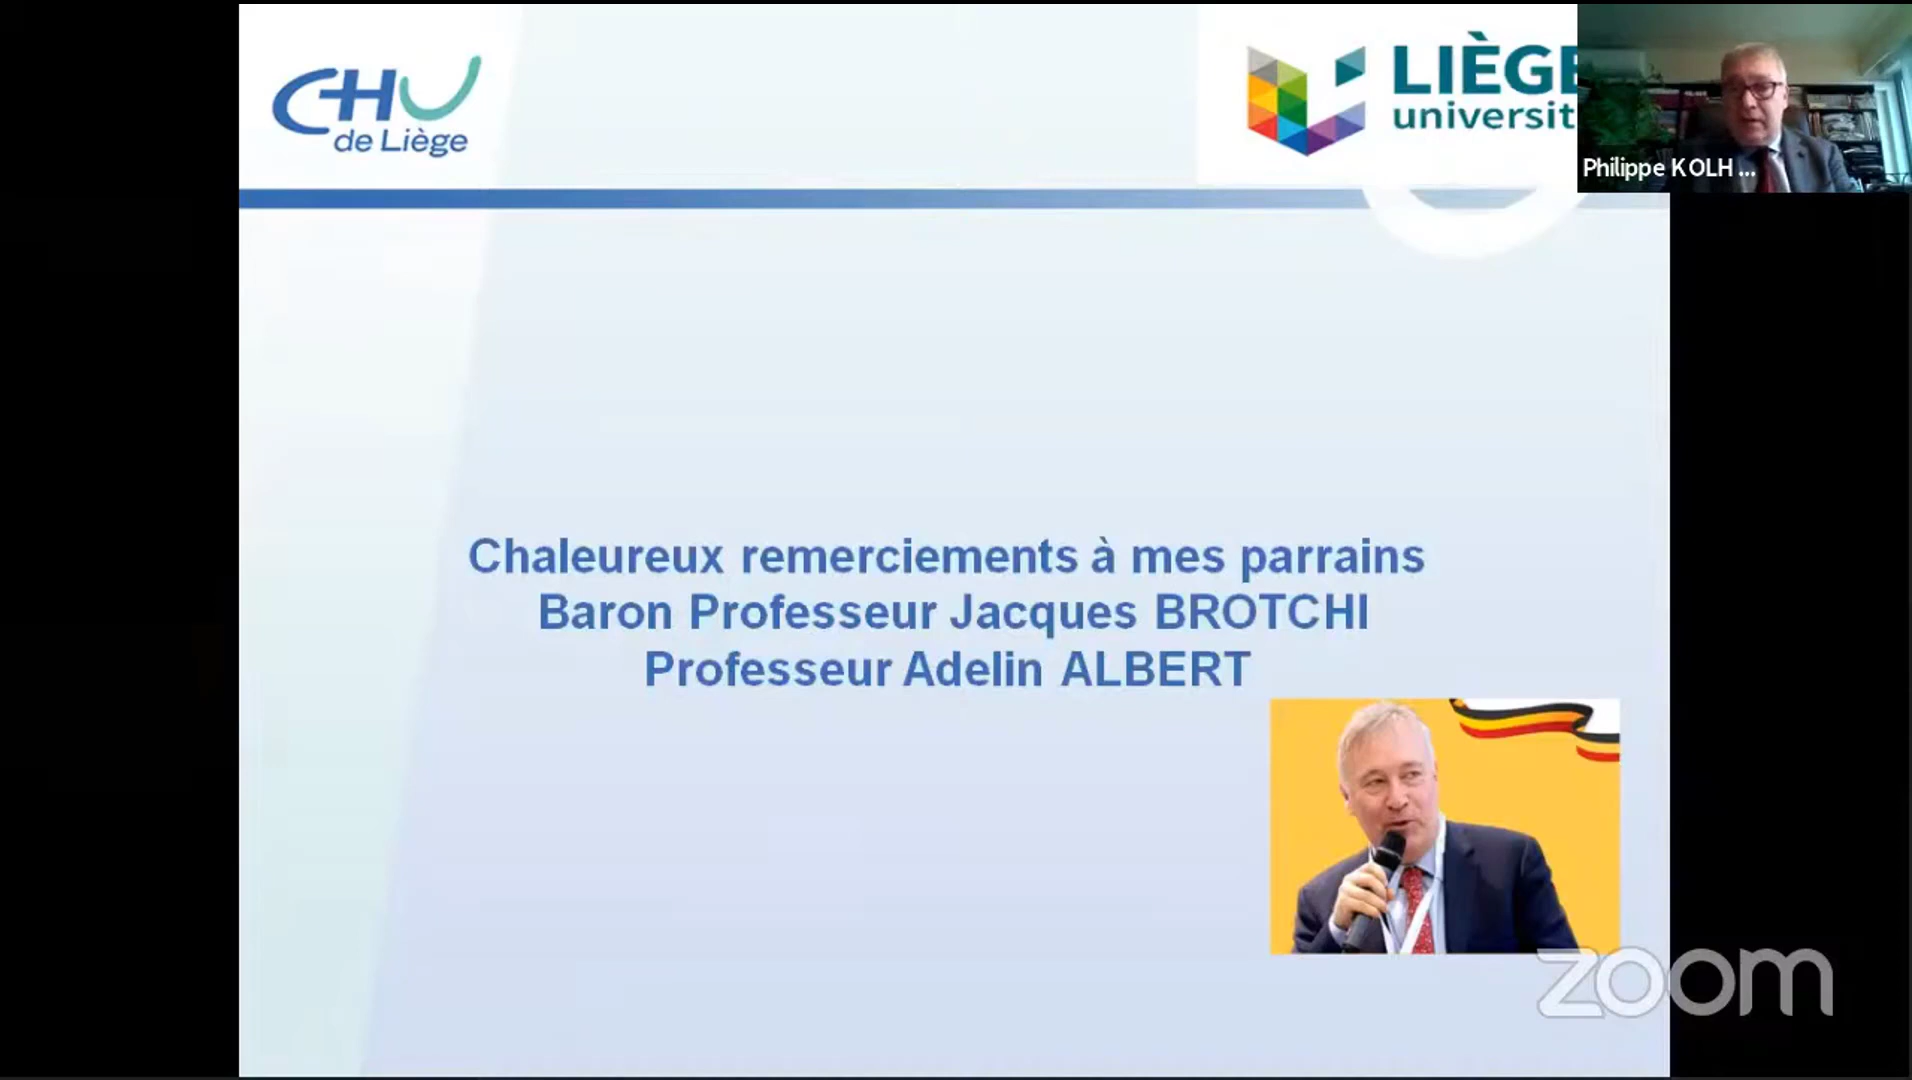 CHU
de Liège
LIÈGE
universit
Philippe KOLH ...
Chaleureux remerciements à mes parrains
Baron Professeur Jacques BROTCHI
Professeur Adelin ALBERT
zoom